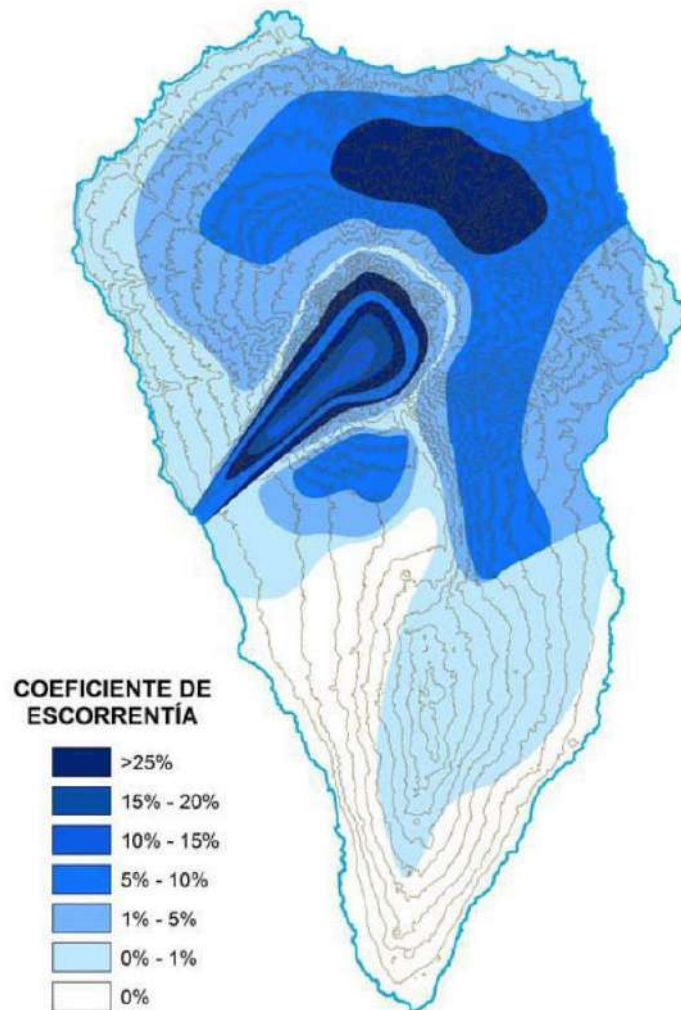 COEFICIENTE DE
ESCORRENTÍA
>25%
15% - 20%
10% - 15%
5% - 10%
1% - 5%
0% - 1%
0%